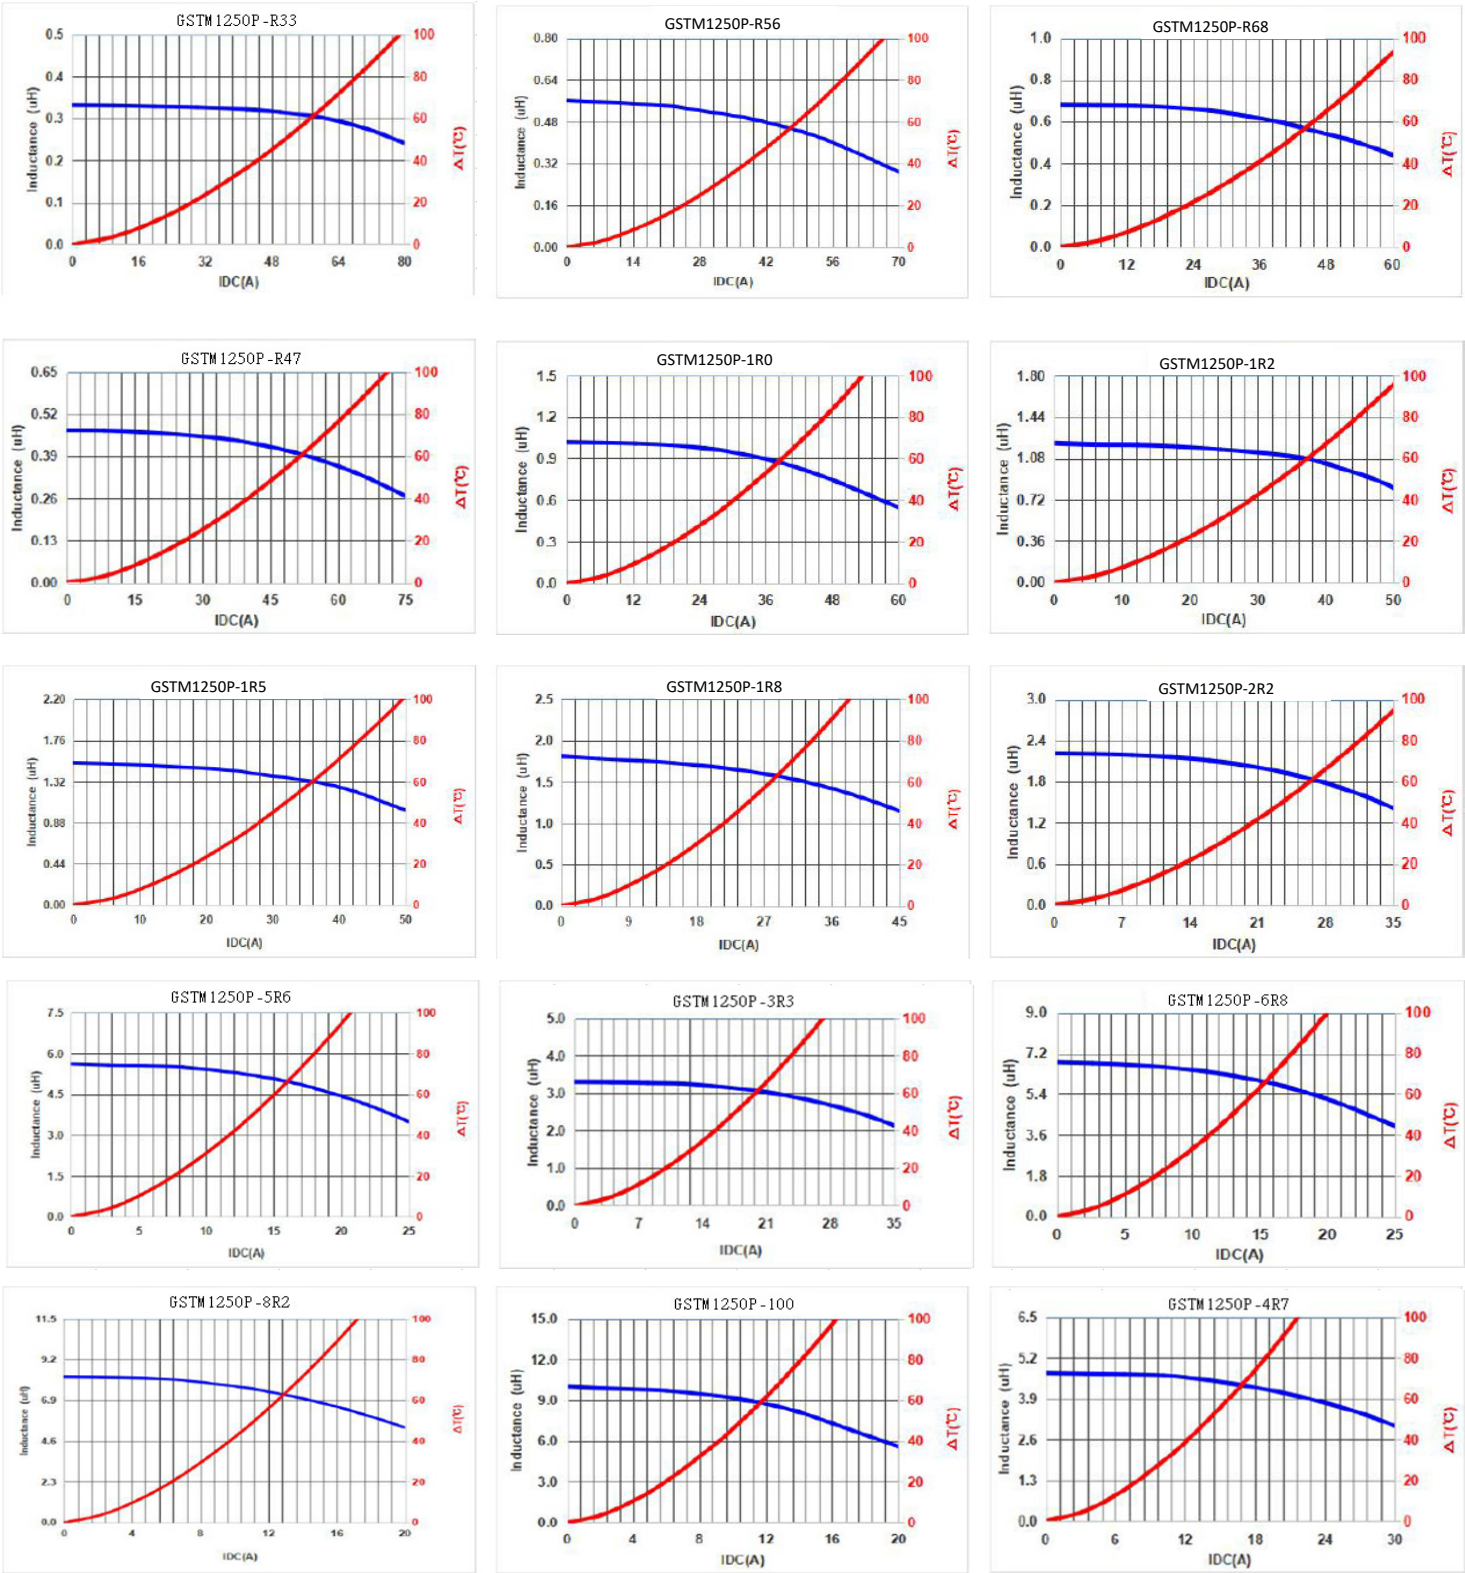 GSTM1250P-R33
0.5
0.4
0.3
0.2
0.1
0.0
Inductance (uH)
100
80
60
40
20
0
ΔT(℃)
0 16 32 48 64 80
IDC(A)
GSTM1250P-R56
0.80
0.64
0.48
0.32
0.16
0.00
Inductance (uH)
100
80
60
40
20
0
ΔT(℃)
0 14 28 42 56 70
IDC(A)
GSTM1250P-R68
1.0
0.8
0.6
0.4
0.2
0.0
Inductance (uH)
100
80
60
40
20
0
ΔT(℃)
0 12 24 36 48 60
IDC(A)
GSTM1250P-R47
0.65
0.52
0.39
0.26
0.13
0.00
Inductance (uH)
100
80
60
40
20
0
ΔT(℃)
0 15 30 45 60 75
IDC(A)
GSTM1250P-1R0
1.5
1.2
0.9
0.6
0.3
0.0
Inductance (uH)
100
80
60
40
20
0
ΔT(℃)
0 12 24 36 48 60
IDC(A)
GSTM1250P-1R2
1.80
1.44
1.08
0.72
0.36
0.00
Inductance (uH)
100
80
60
40
20
0
ΔT(℃)
0 10 20 30 40 50
IDC(A)
GSTM1250P-1R5
2.20
1.76
1.32
0.88
0.44
0.00
Inductance (uH)
100
80
60
40
20
0
ΔT(℃)
0 10 20 30 40 50
IDC(A)
GSTM1250P-1R8
2.5
2.0
1.5
1.0
0.5
0.0
Inductance (uH)
100
80
60
40
20
0
ΔT(℃)
0 9 18 27 36 45
IDC(A)
GSTM1250P-2R2
3.0
2.4
1.8
1.2
0.6
0.0
Inductance (uH)
100
80
60
40
20
0
ΔT(℃)
0 7 14 21 28 35
IDC(A)
GSTM1250P-5R6
7.5
6.0
4.5
3.0
1.5
0.0
Inductance (uH)
100
80
60
40
20
0
ΔT(℃)
0 5 10 15 20 25
IDC(A)
GSTM1250P-3R3
5.0
4.0
3.0
2.0
1.0
0.0
Inductance (uH)
100
80
60
40
20
0
ΔT(℃)
0 7 14 21 28 35
IDC(A)
GSTM1250P-6R8
9.0
7.2
5.4
3.6
1.8
0.0
Inductance (uH)
100
80
60
40
20
0
ΔT(℃)
0 5 10 15 20 25
IDC(A)
GSTM1250P-8R2
11.5
9.2
6.9
4.6
2.3
0.0
Inductance (uH)
100
80
60
40
20
0
ΔT(℃)
0 4 8 12 16 20
IDC(A)
GSTM1250P-100
15.0
12.0
9.0
6.0
3.0
0.0
Inductance (uH)
100
80
60
40
20
0
ΔT(℃)
0 4 8 12 16 20
IDC(A)
GSTM1250P-4R7
6.5
5.2
3.9
2.6
1.3
0.0
Inductance (uH)
100
80
60
40
20
0
ΔT(℃)
0 6 12 18 24 30
IDC(A)